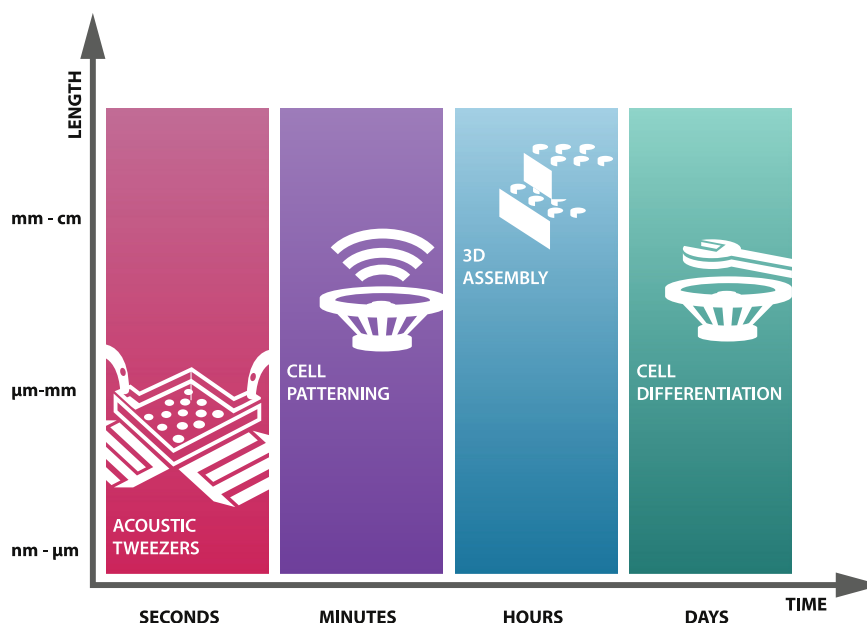 LENGTH
mm - cm
3D
ASSEMBLY
CELL
PATTERNING
CELL
DIFFERENTIATION
μm-mm
ACOUSTIC
TWEEZERS
nm - μm
TIME
SECONDS
MINUTES
HOURS
DAYS